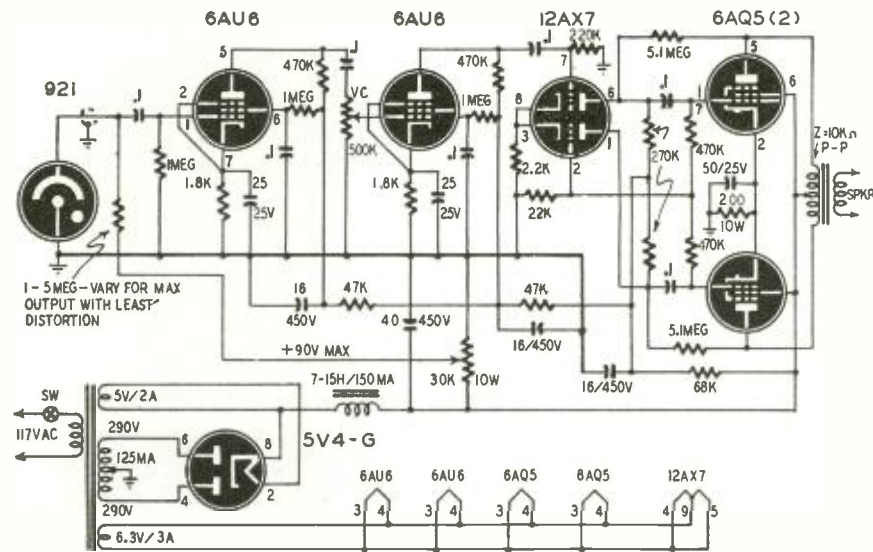 6AU6 6AU6 12AX7 6AQ5(2)
921
.1
5
2
1
6
7
1MEG
1.8K
25
25V
1MEG
.1
470K
.1
VC
500K
1.8K
25
25V
1MEG
.1
470K
.1
220K
7
8
3
6
1
2
2.2K
22K
5.1MEG
.1
1
7
5
6
2
270K
470K
50/25V
200
10W
470K
.1
5.1MEG
68K
Z=10KΩ
P-P
SPKR
1-5MEG-VARY FOR MAX
OUTPUT WITH LEAST
DISTORTION
16
450V
47K
40
450V
47K
16/450V
16/450V
+90V MAX
30K
10W
7-15H/150MA
SW
117VAC
5V/2A
290V
125MA
290V
6.3V/3A
6
4
8
2
5V4-G
6AU6 6AU6 6AQ5 6AQ5 12AX7
3 4 3 4 3 4 3 4 4 9 5